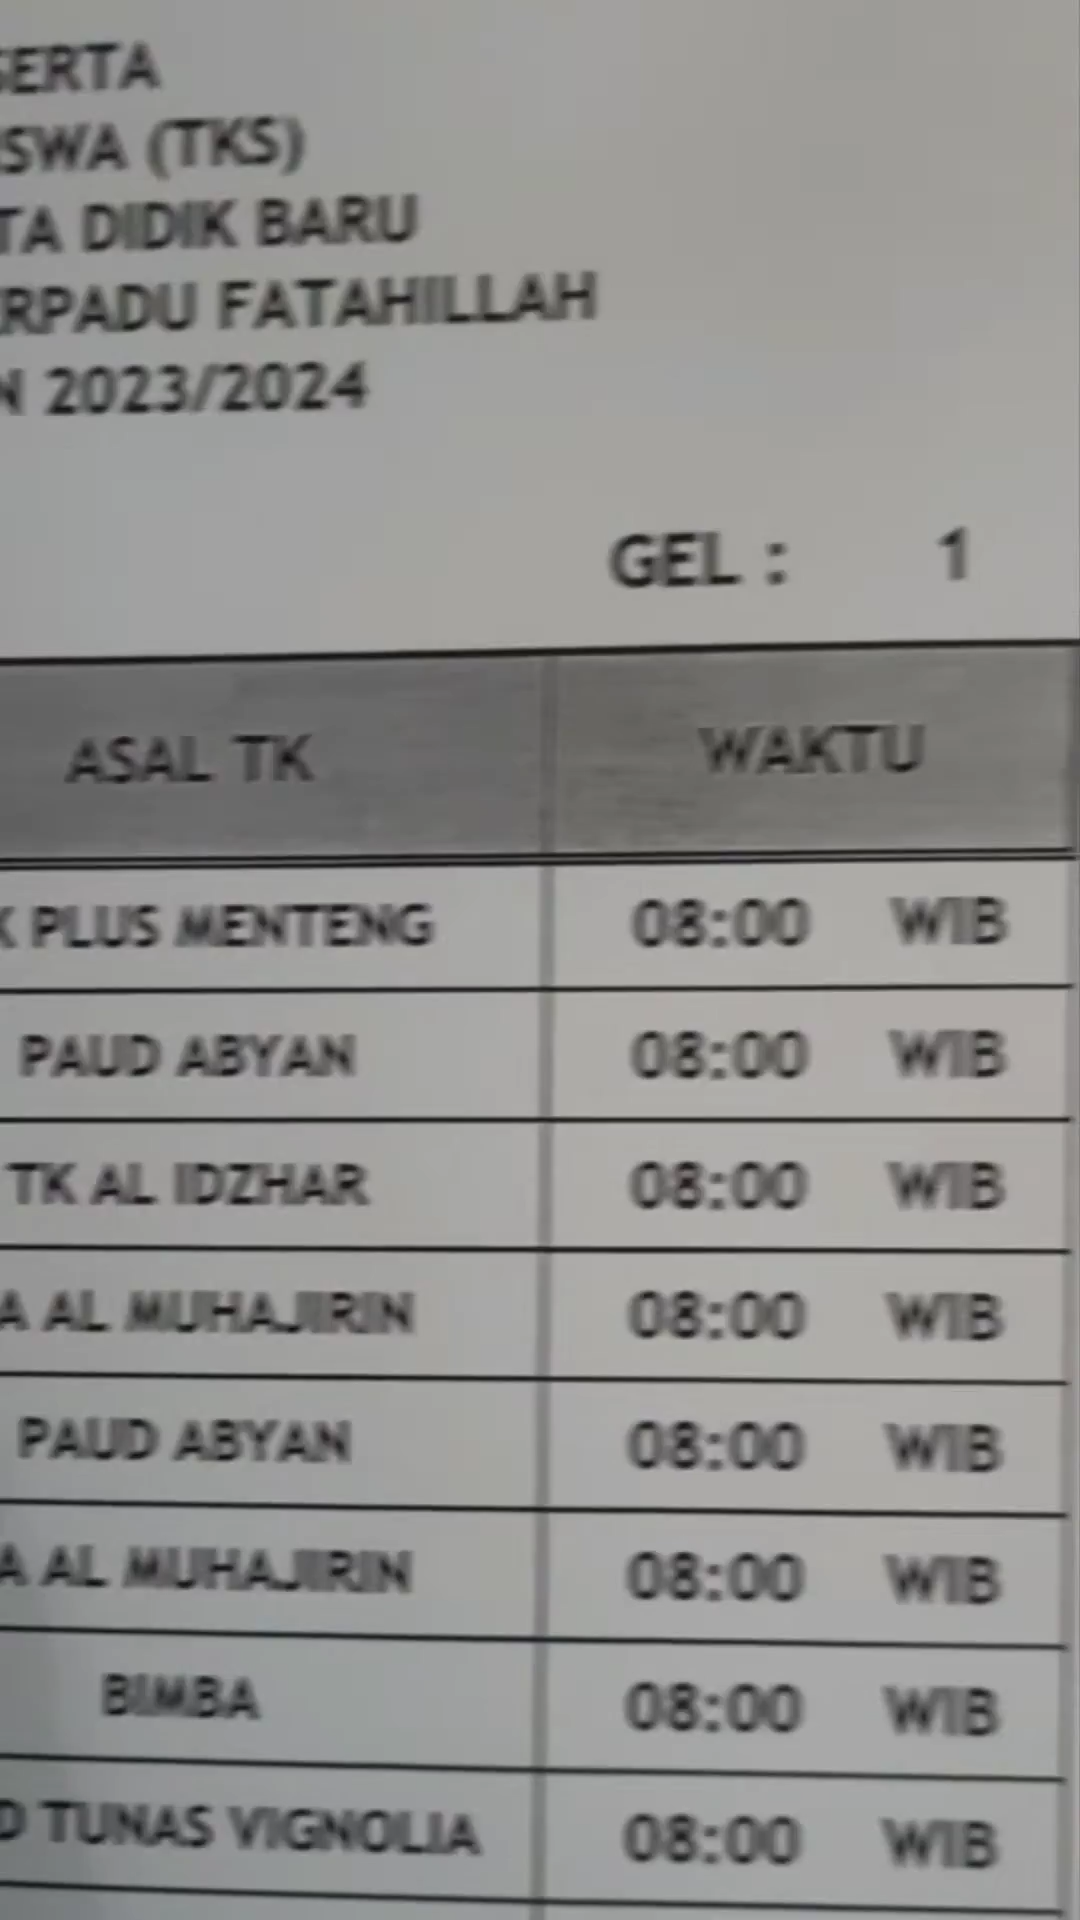 SERTA
ISWA (TKS)
TA DIDIK BARU
RPADU FATAHILLAH
N 2023/2024
GEL : 1
ASAL TK WAKTU
K PLUS MENTENG 08:00 WIB
PAUD ABYAN 08:00 WIB
TK AL IDZHAR 08:00 WIB
A AL MUHAJIRIN 08:00 WIB
PAUD ABYAN 08:00 WIB
A AL MUHAJIRIN 08:00 WIB
BIMBA 08:00 WIB
D TUNAS VIGNOLIA 08:00 WIB